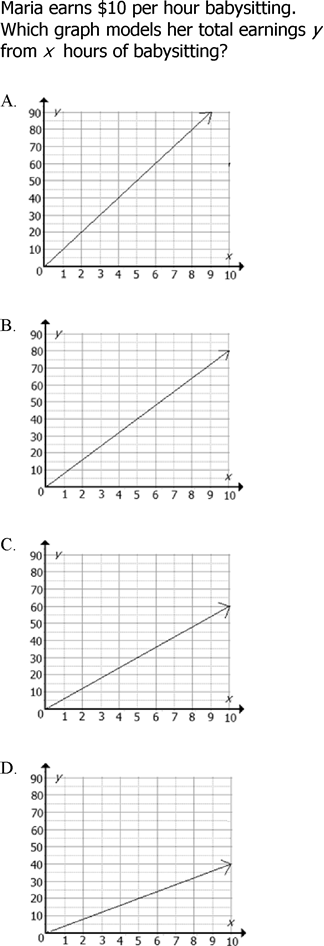 Maria earns $10 per hour babysitting.
Which graph models her total earnings y
from x hours of babysitting?
A.
y
90
80
70
60
50
40
30
20
10
x
0 1 2 3 4 5 6 7 8 9 10
B.
y
90
80
70
60
50
40
30
20
10
x
0 1 2 3 4 5 6 7 8 9 10
C.
y
90
80
70
60
50
40
30
20
10
x
0 1 2 3 4 5 6 7 8 9 10
D.
y
90
80
70
60
50
40
30
20
10
x
0 1 2 3 4 5 6 7 8 9 10